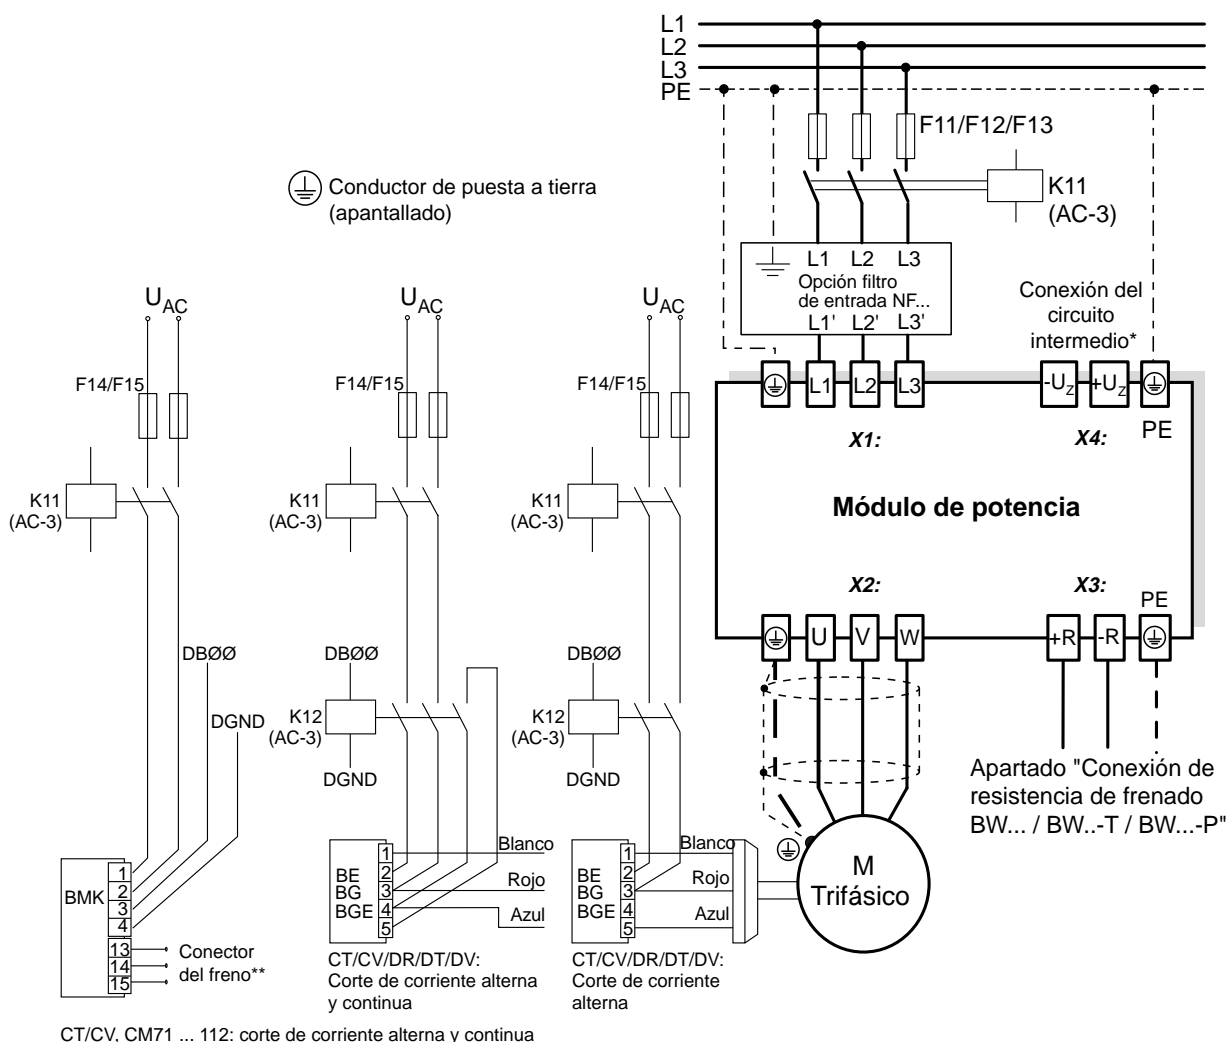 L1
L2
L3
PE
F11/F12/F13
K11
(AC-3)
Conductor de puesta a tierra
(apantallado)
L1 L2 L3
Opción filtro
de entrada NF...
L1' L2' L3'
Conexión del
circuito
intermedio*
L1 L2 L3
-UZ +UZ
X1:
X4:
PE
Módulo de potencia
X2:
X3:
PE
U V W
+R -R
Apartado "Conexión de
resistencia de frenado
BW... / BW..-T / BW...-P"
M
Trifásico
UAC
F14/F15
K11
(AC-3)
DBØØ
DGND
BMK
1
2
3
4
13
14
15
Conector
del freno**
CT/CV, CM71 ... 112: corte de corriente alterna y continua
UAC
F14/F15
K11
(AC-3)
DBØØ
K12
(AC-3)
DGND
BE
BG
BGE
1
2
3
4
5
Blanco
Rojo
Azul
CT/CV/DR/DT/DV:
Corte de corriente alterna
y continua
UAC
F14/F15
K11
(AC-3)
DBØØ
K12
(AC-3)
DGND
BE
BG
BGE
1
2
3
4
5
Blanco
Rojo
Azul
CT/CV/DR/DT/DV:
Corte de corriente
alterna